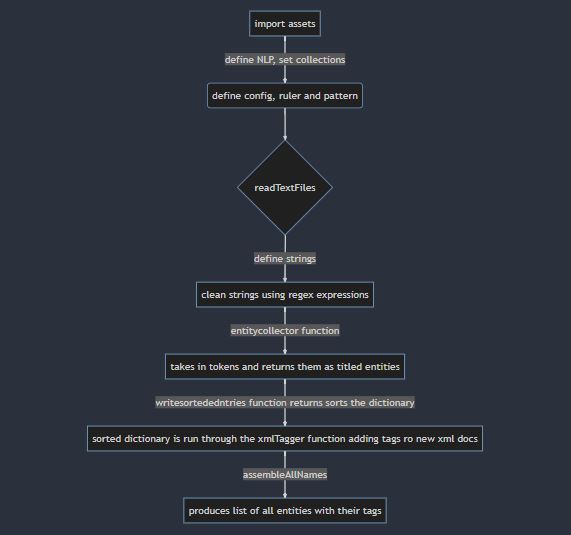 import assets
define NLP, set collections
define config, ruler and pattern
readTextFiles
define strings
clean strings using regex expressions
entitycollector function
takes in tokens and returns them as titled entities
writesortededntries function returns sorts the dictionary
sorted dictionary is run through the xmlTagger function adding tags ro new xml docs
assembleAllNames
produces list of all entities with their tags